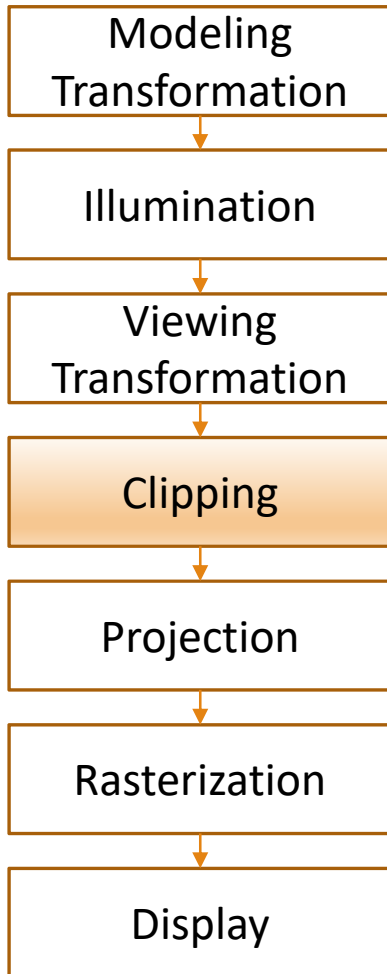 Modeling
Transformation
Illumination
Viewing
Transformation
Clipping
Projection
Rasterization
Display